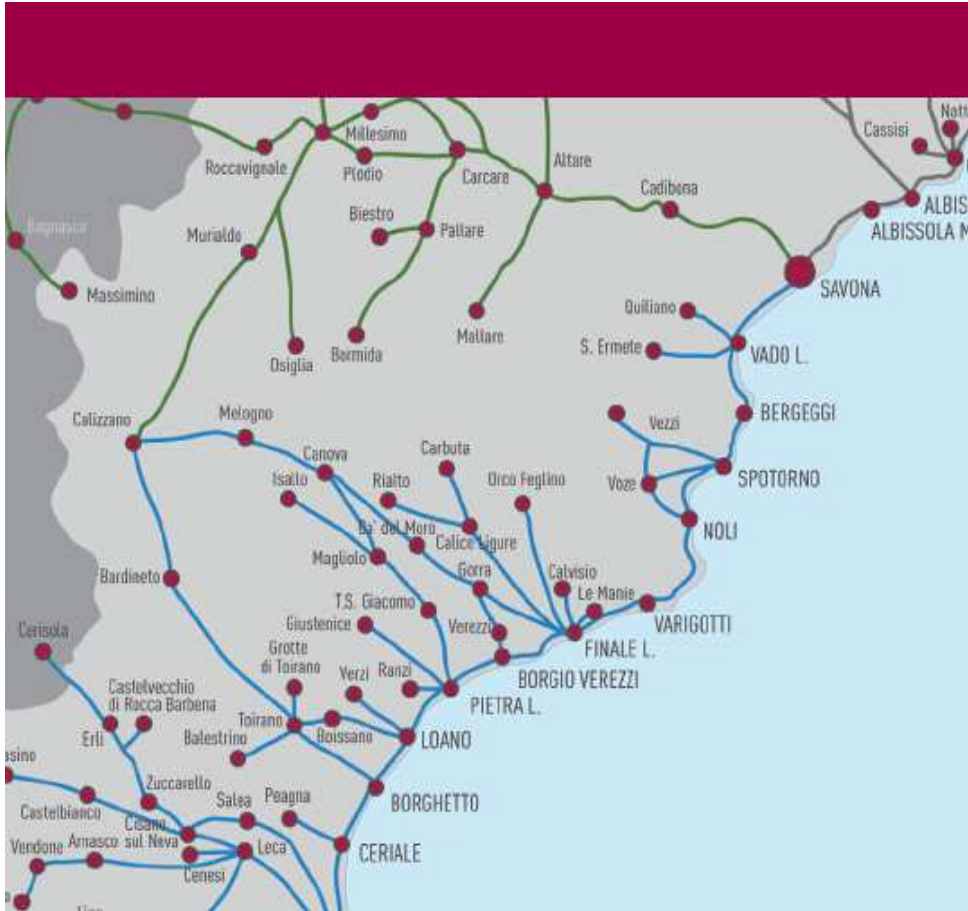 Nott
Cassisi
Millesimo
Altare
Roccavignale
Plodio
Carcare
Cadibona
ALBIS
Biestro
Bagnasco
Murialdo
Pallare
ALBISSOLA M
Massimino
SAVONA
Quiliano
Mallare
S. Ermete
Bormida
VADO L.
Osiglia
Melogno
Calizzano
BERGEGGI
Vezzi
Carbuta
Canova
Isallo
Rialto
Orco Feglino
Voze
SPOTORNO
Ca' del Moro
NOLI
Calice Ligure
Magliolo
Gorra
Calvisio
Bardineto
Le Manie
T.S. Giacomo
Giustenice
VARIGOTTI
Cerisola
Verezzi
Grotte
di Toirano
FINALE L.
Verzi
Ranzi
BORGIO VEREZZI
Castelvecchio
di Rocca Barbena
PIETRA L.
Toirano
Erli
Boissano
LOANO
Balestrino
asino
Zuccarello
Salea
Peagna
BORGHETTO
Castelbianco
Cisano
sul Neva
Arnasco
Vendone
Leca
CERIALE
Cenesi